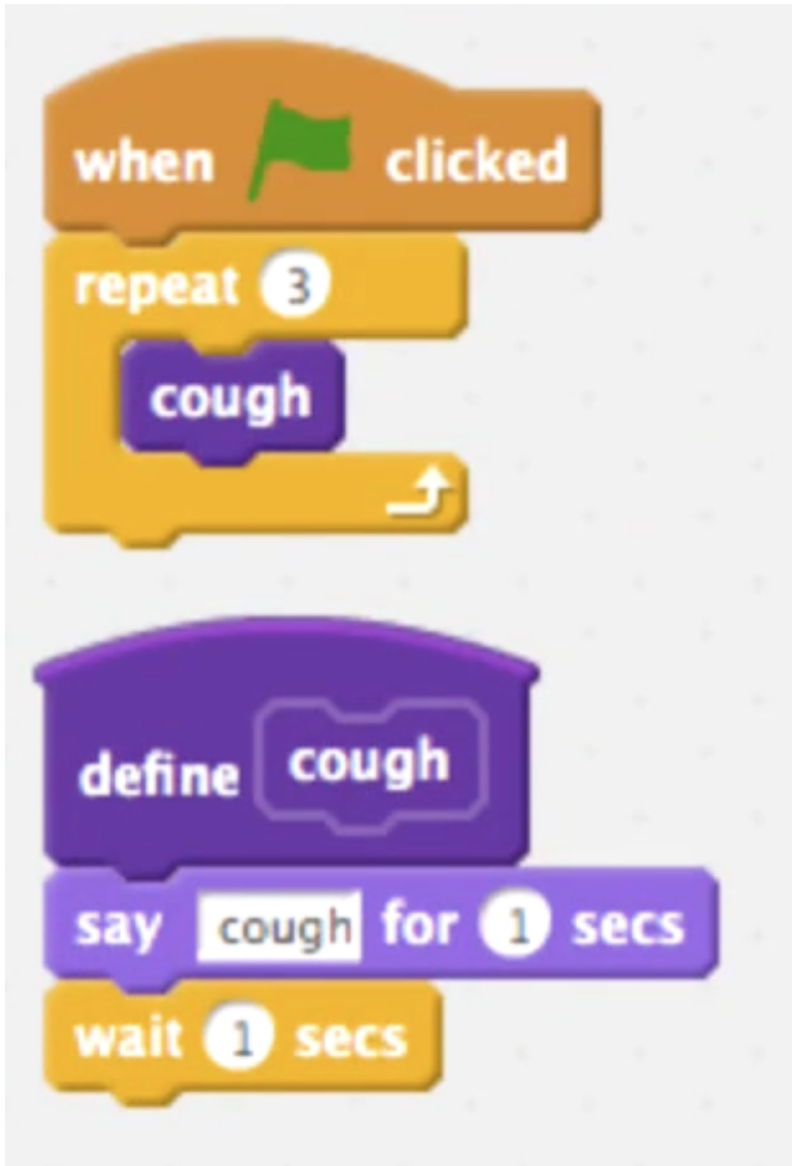 when clicked
repeat 3
cough
define cough
say cough for 1 secs
wait 1 secs